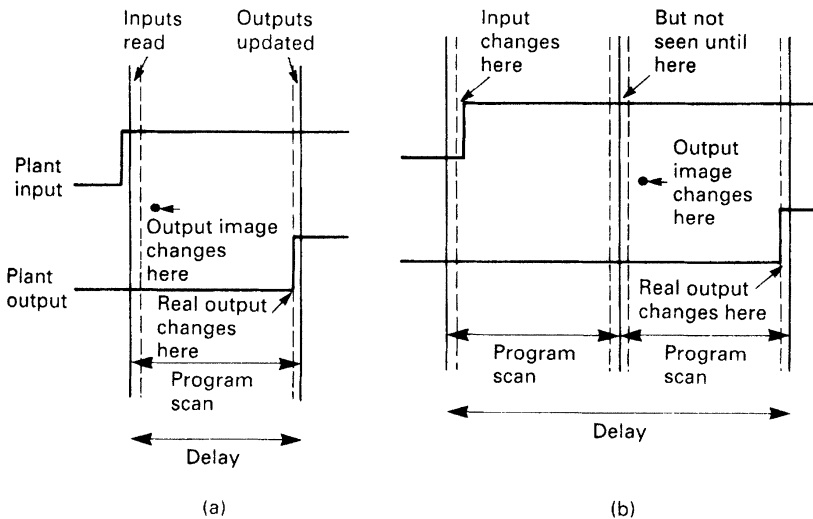 Inputs
read
Outputs
updated
Plant
input
Output image
changes
here
Plant
output
Real output
changes
here
Program
scan
Delay
(a)
Input
changes
here
But not
seen until
here
Output
image
changes
here
Real output
changes here
Program
scan
Program
scan
Delay
(b)